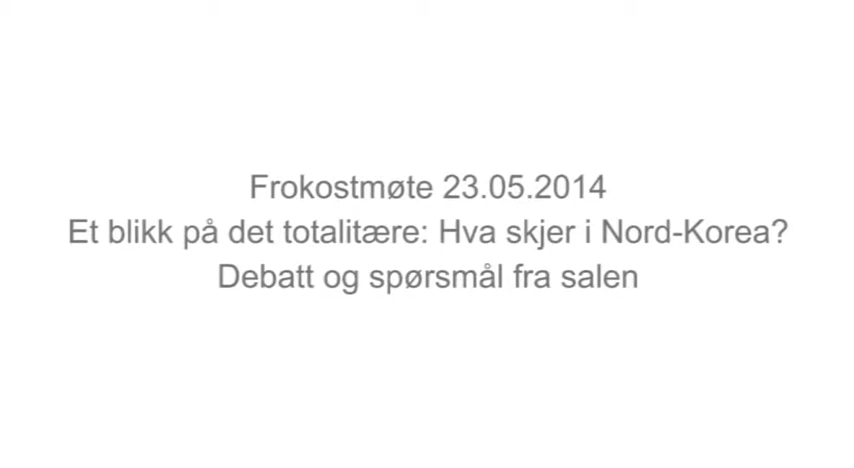 Frokostmøte 23.05.2014
Et blikk på det totalitære: Hva skjer i Nord-Korea?
Debatt og spørsmål fra salen